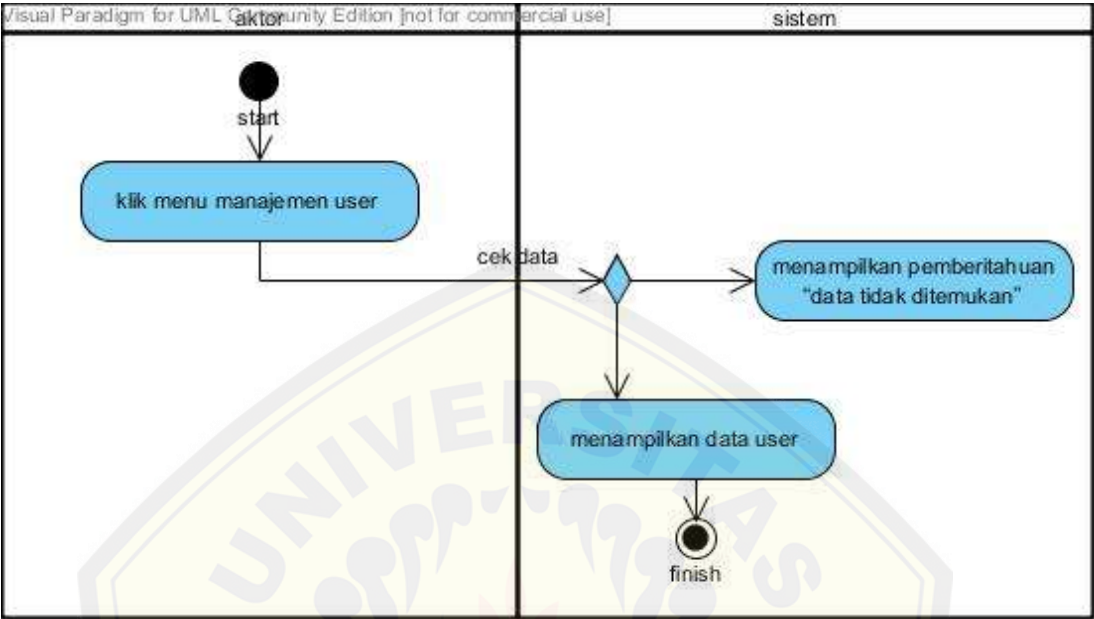 Visual Paradigm for UML Community Edition [not for commercial use]
aktor
sistem
start
klik menu manajemen user
cek data
menampilkan pemberitahuan
"data tidak ditemukan"
menampilkan data user
finish
UNIVERSITAS